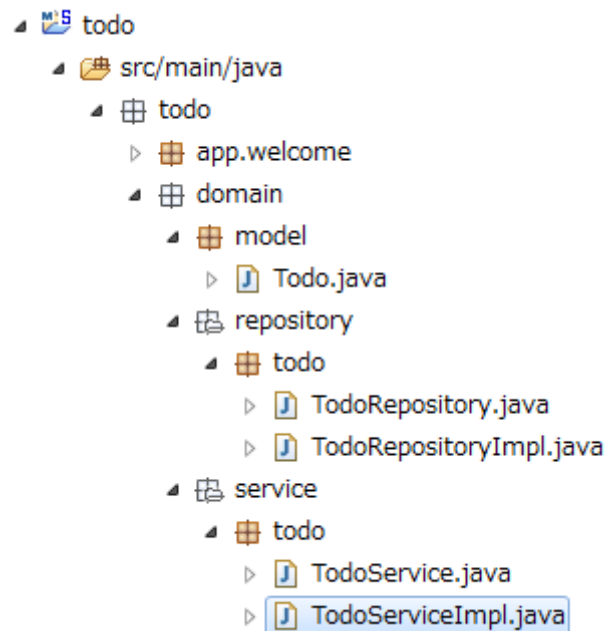 todo
src/main/java
todo
app.welcome
domain
model
Todo.java
repository
todo
TodoRepository.java
TodoRepositoryImpl.java
service
todo
TodoService.java
TodoServiceImpl.java